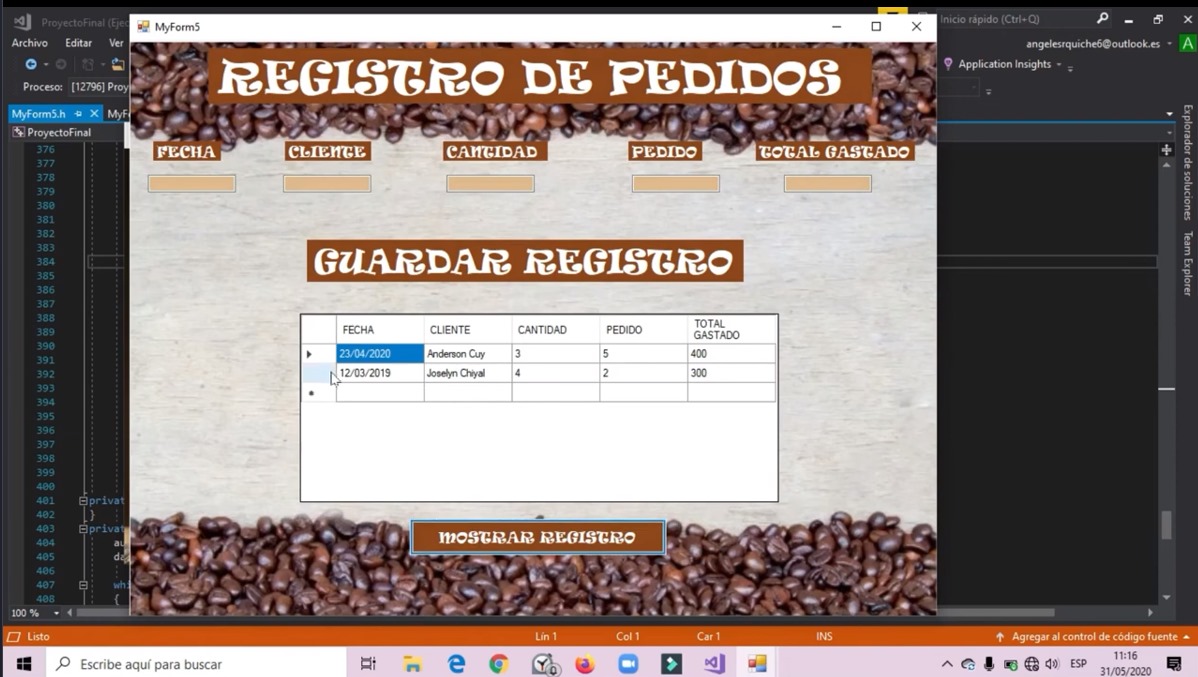 ProyectoFinal (Ejec
MyForm5
Inicio rápido (Ctrl+Q)
Archivo Editar Ver
angelesrquiche6@outlook.es
A
Application Insights
Proceso: [12796] Proy
MyForm5.h MyF
ProyectoFinal
REGISTRO DE PEDIDOS
FECHA CLIENTE CANTIDAD PEDIDO TOTAL GASTADO
GUARDAR REGISTRO
FECHA CLIENTE CANTIDAD PEDIDO TOTAL GASTADO
23/04/2020 Anderson Cuy 3 5 400
12/03/2019 Joselyn Chiyal 4 2 300
MOSTRAR REGISTRO
376
377
378
379
380
381
382
383
384
385
386
387
388
389
390
391
392
393
394
395
396
397
398
399
400
401 privat
402 }
403 privat
404 au
405 da
406
407 whi
408 {
Explorador de soluciones
Team Explorer
100 %
Listo Lín 1 Col 1 Car 1 INS Agregar al control de código fuente
Escribe aquí para buscar
ESP
11:16
31/05/2020